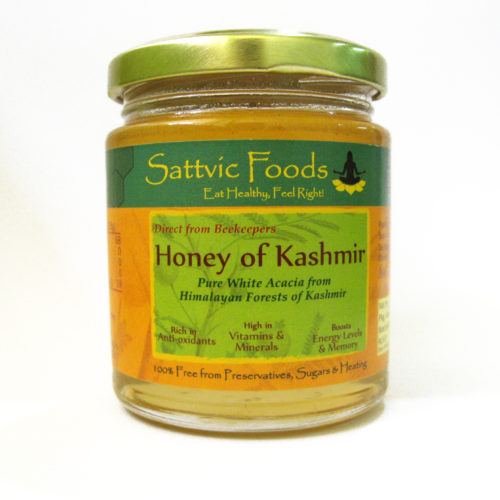 Sattvic Foods
Eat Healthy, Feel Right!
Direct from Beekeepers
Honey of Kashmir
Pure White Acacia from
Himalayan Forests of Kashmir
Rich in
Anti-oxidants
High in
Vitamins &
Minerals
Boosts
Energy Levels
& Memory
100% Free from Preservatives, Sugars & Heating